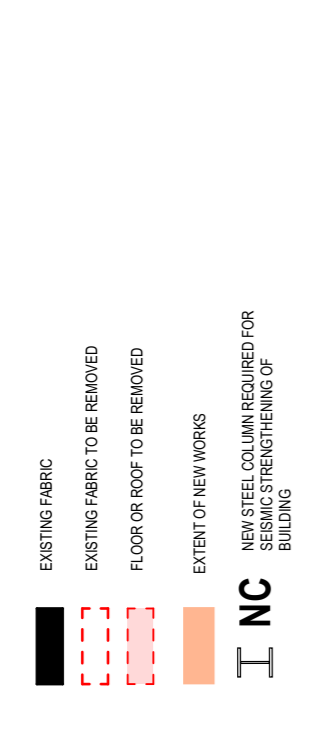 EXISTING FABRIC
EXISTING FABRIC TO BE REMOVED
FLOOR OR ROOF TO BE REMOVED
EXTENT OF NEW WORKS
NC
NEW STEEL COLUMN REQUIRED FOR
SEISMIC STRENGTHENING OF
BUILDING